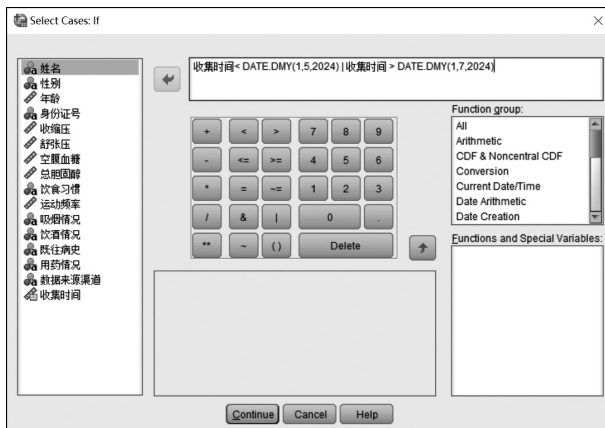 Select Cases: If
姓名
性别
年龄
身份证号
收缩压
舒张压
空腹血糖
总胆固醇
饮食习惯
运动频率
吸烟情况
饮酒情况
既往病史
用药情况
数据来源渠道
收集时间
收集时间< DATE.DMY(1,5,2024) | 收集时间 > DATE.DMY(1,7,2024)
+ < > 7 8 9
- <= >= 4 5 6
* = ~= 1 2 3
/ & | 0 .
** ~ ( ) Delete
Function group:
All
Arithmetic
CDF & Noncentral CDF
Conversion
Current Date/Time
Date Arithmetic
Date Creation
Functions and Special Variables:
Continue Cancel Help